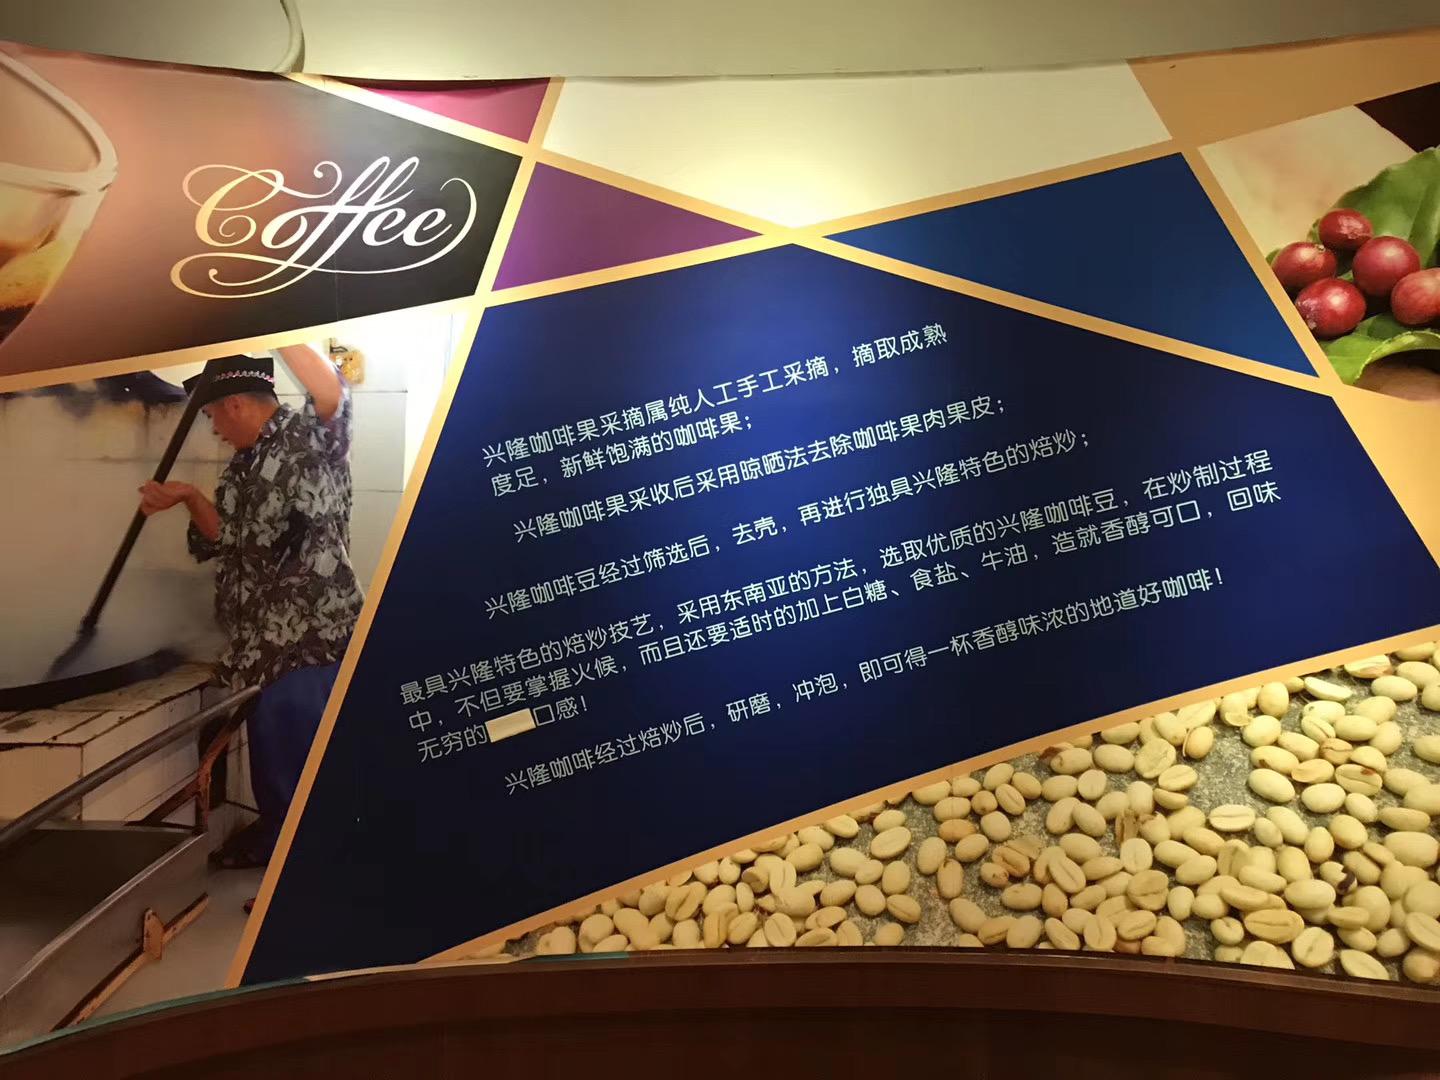 Coffee
兴隆咖啡果采摘属纯人工手工采摘，摘取成熟
度足，新鲜饱满的咖啡果；
兴隆咖啡果采收后采用晾晒法去除咖啡果肉果皮；
兴隆咖啡豆经过筛选后，去壳，再进行独具兴隆特色的焙炒；
最具兴隆特色的焙炒技艺，采用东南亚的方法，选取优质的兴隆咖啡豆，在炒制过程
中，不但要掌握火候，而且还要适时的加上白糖、食盐、牛油，造就香醇可口，回味
无穷的口感！
兴隆咖啡经过焙炒后，研磨，冲泡，即可得一杯香醇味浓的地道好咖啡！